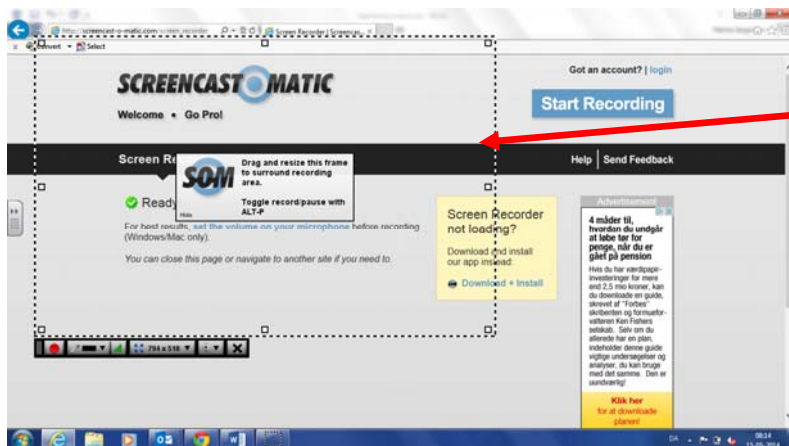 http://screencast-o-matic.com/screen_recorder
Screen Recorder | Screencas...
x Convert Select
SCREENCAST MATIC
Welcome • Go Pro!
Got an account? | login
Start Recording
Screen Re
Help | Send Feedback
SOM
Hide
Drag and resize this frame
to surround recording
area.
Toggle record/pause with
ALT-P
Ready
For best results, set the volume on your microphone before recording
(Windows/Mac only).
You can close this page or navigate to another site if you need to.
Screen Recorder
not loading?
Download and install
our app instead:
Download + Install
Advertisement
4 måder til,
hvordan du undgår
at løbe tør for
penge, når du er
gået på pension
Hvis du har værdipapir-
investeringer for mere
end 2,5 mio kroner, kan
du downloade en guide,
skrevet af "Forbes"
skribenten og formuefor-
valteren Ken Fishers
selskab. Selv om du
allerede har en plan,
indeholder denne guide
vigtige undersøgelser og
analyser, du kan bruge
med det samme. Den er
uundværlig!
Klik her
for at downloade
planen!
794 x 518
DA
08:14
15-05-2014